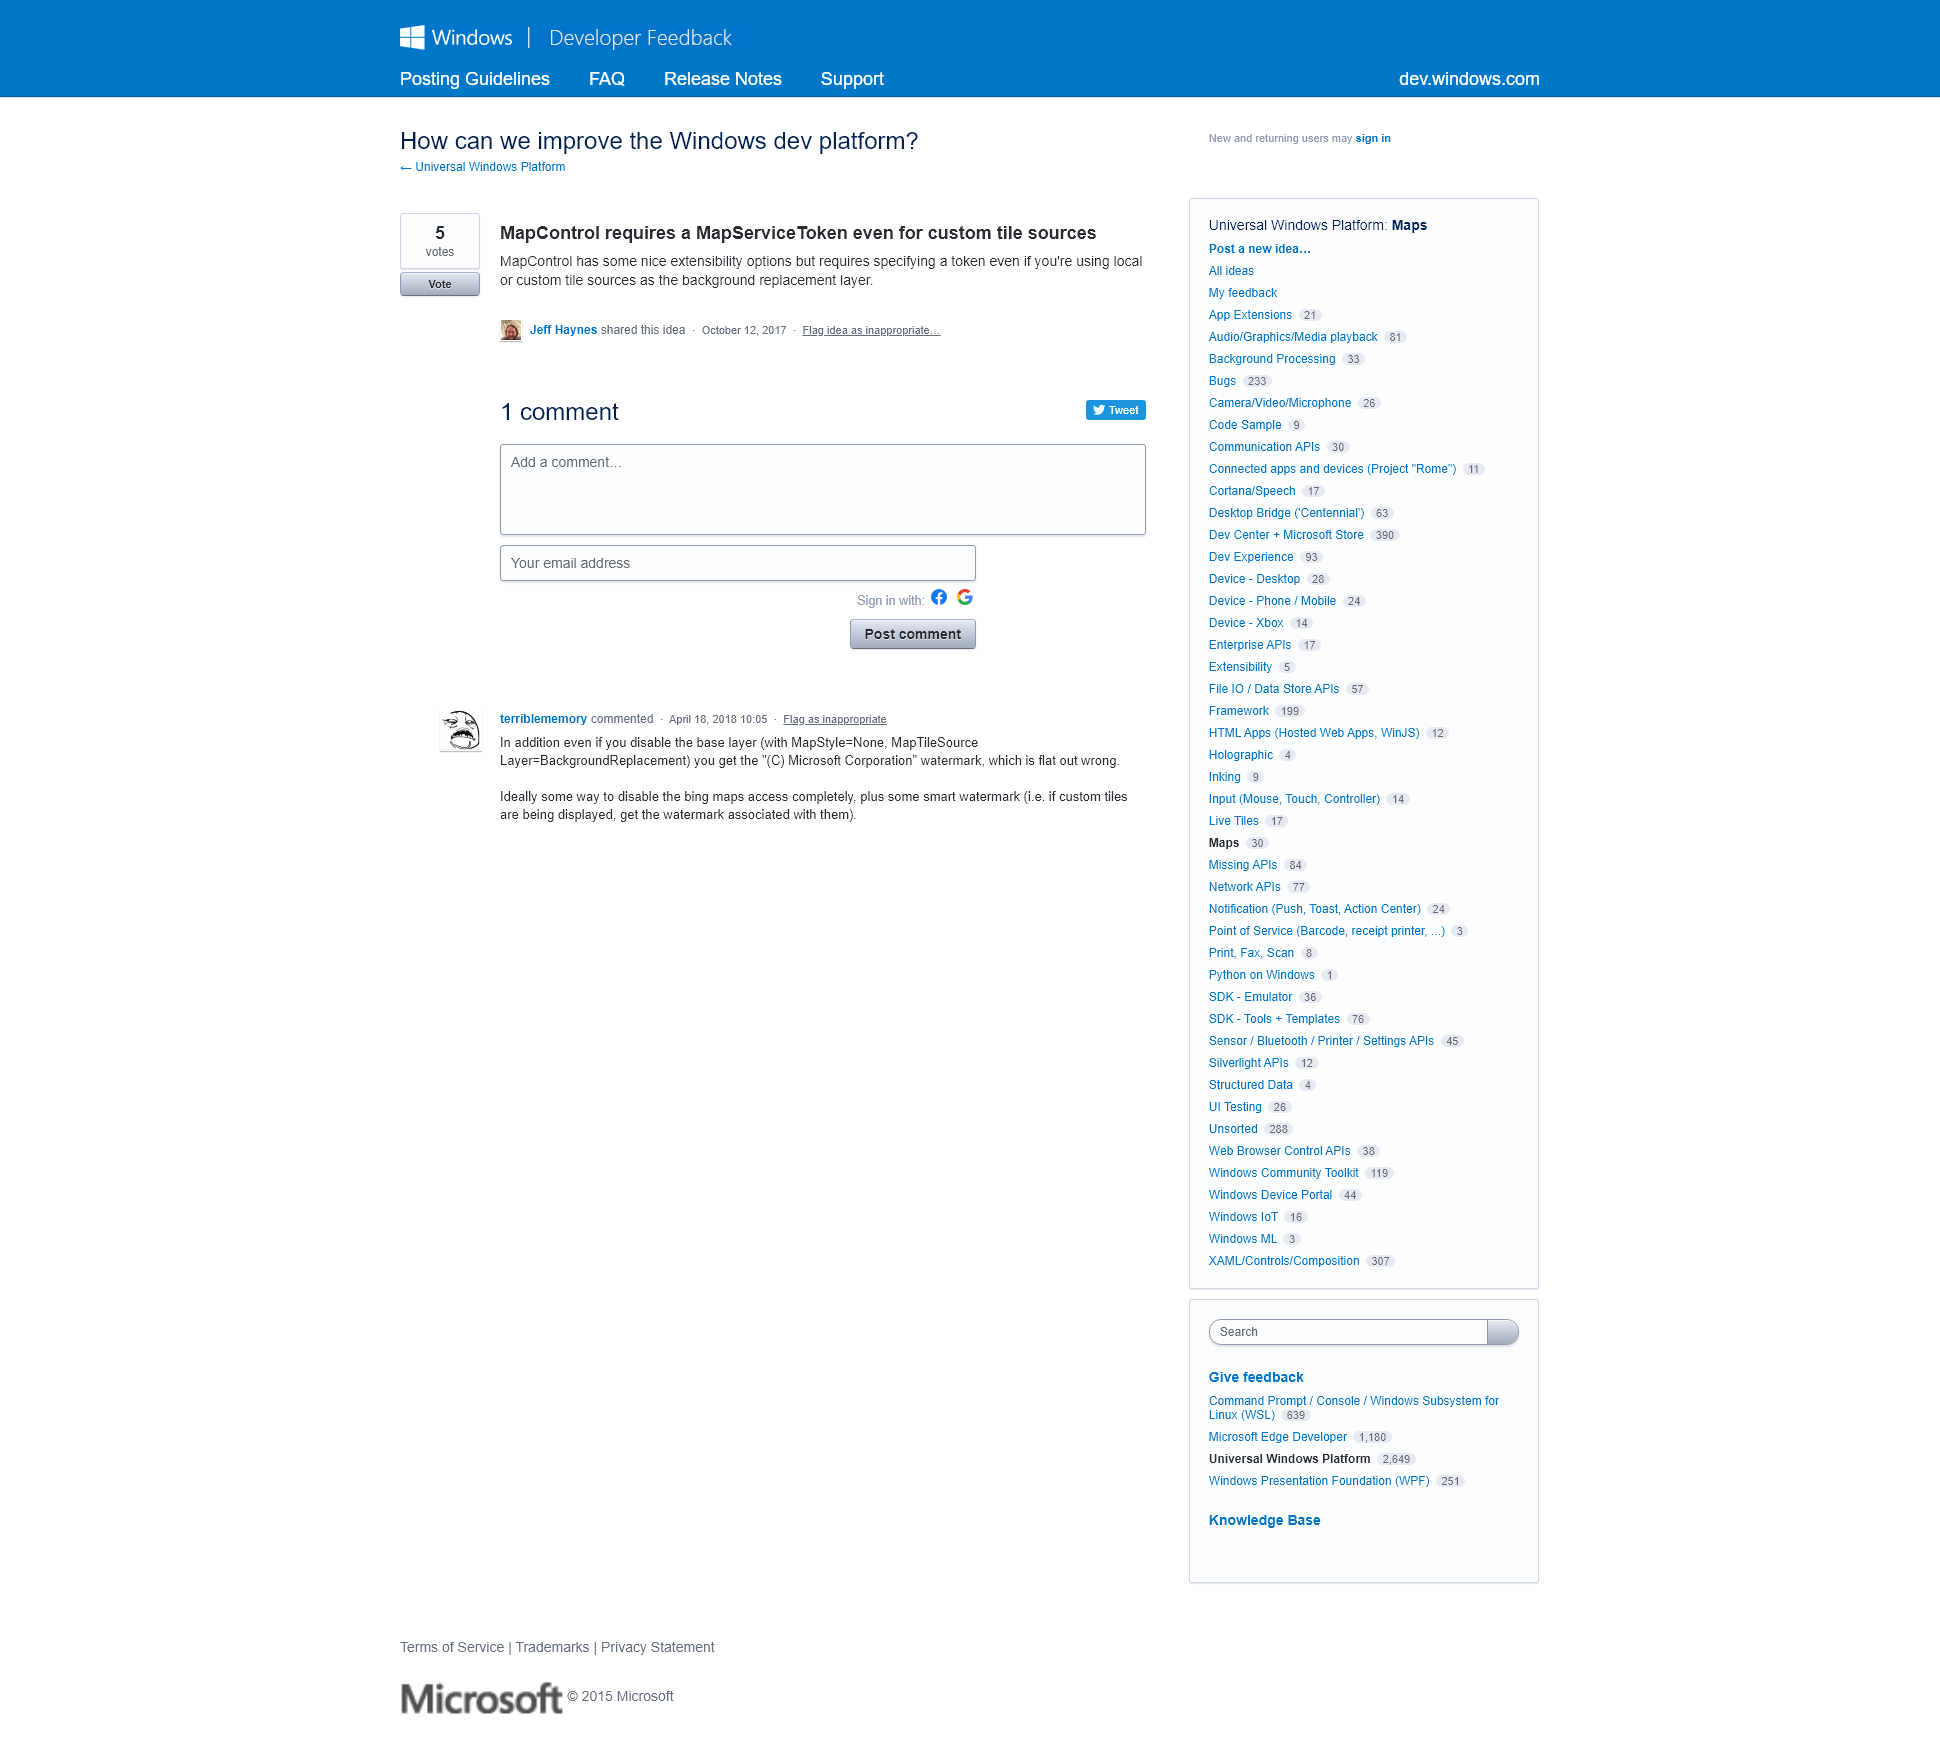 Windows | Developer Feedback
Posting Guidelines FAQ Release Notes Support dev.windows.com
How can we improve the Windows dev platform?
← Universal Windows Platform
New and returning users may sign in
5
votes
Vote
MapControl requires a MapServiceToken even for custom tile sources
MapControl has some nice extensibility options but requires specifying a token even if you're using local
or custom tile sources as the background replacement layer.
Jeff Haynes shared this idea · October 12, 2017 · Flag idea as inappropriate…
1 comment
Tweet
Add a comment…
Your email address
Sign in with:
Post comment
terriblememory commented · April 18, 2018 10:05 · Flag as inappropriate
In addition even if you disable the base layer (with MapStyle=None, MapTileSource
Layer=BackgroundReplacement) you get the "(C) Microsoft Corporation" watermark, which is flat out wrong.
Ideally some way to disable the bing maps access completely, plus some smart watermark (i.e. if custom tiles
are being displayed, get the watermark associated with them).
Universal Windows Platform: Maps
Post a new idea…
All ideas
My feedback
App Extensions 21
Audio/Graphics/Media playback 81
Background Processing 33
Bugs 233
Camera/Video/Microphone 26
Code Sample 9
Communication APIs 30
Connected apps and devices (Project "Rome") 11
Cortana/Speech 17
Desktop Bridge ('Centennial') 63
Dev Center + Microsoft Store 390
Dev Experience 93
Device - Desktop 28
Device - Phone / Mobile 24
Device - Xbox 14
Enterprise APIs 17
Extensibility 5
File IO / Data Store APIs 57
Framework 199
HTML Apps (Hosted Web Apps, WinJS) 12
Holographic 4
Inking 9
Input (Mouse, Touch, Controller) 14
Live Tiles 17
Maps 30
Missing APIs 84
Network APIs 77
Notification (Push, Toast, Action Center) 24
Point of Service (Barcode, receipt printer, ...) 3
Print, Fax, Scan 8
Python on Windows 1
SDK - Emulator 36
SDK - Tools + Templates 76
Sensor / Bluetooth / Printer / Settings APIs 45
Silverlight APIs 12
Structured Data 4
UI Testing 26
Unsorted 288
Web Browser Control APIs 38
Windows Community Toolkit 119
Windows Device Portal 44
Windows IoT 16
Windows ML 3
XAML/Controls/Composition 307
Search
Give feedback
Command Prompt / Console / Windows Subsystem for
Linux (WSL) 639
Microsoft Edge Developer 1,180
Universal Windows Platform 2,649
Windows Presentation Foundation (WPF) 251
Knowledge Base
Terms of Service | Trademarks | Privacy Statement
Microsoft © 2015 Microsoft